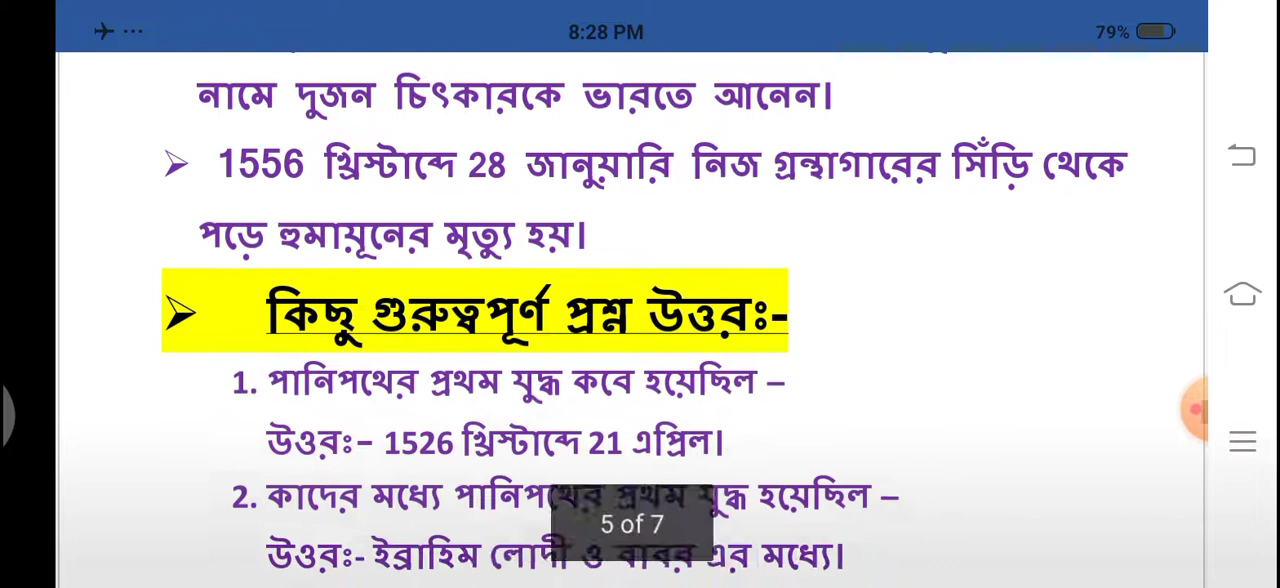 8:28 PM
79%
নামে দুজন চিৎকারকে ভারতে আনেন।
➢ 1556 খ্রিস্টাব্দে 28 জানুয়ারি নিজ গ্রন্থাগারের সিঁড়ি থেকে
পড়ে হুমায়ূনের মৃত্যু হয়।
➢ কিছু গুরুত্বপূর্ণ প্রশ্ন উত্তরঃ-
1. পানিপথের প্রথম যুদ্ধ কবে হয়েছিল –
উওরঃ– 1526 খ্রিস্টাব্দে 21 এপ্রিল।
2. কাদের মধ্যে পানিপথের প্রথম যুদ্ধ হয়েছিল –
5 of 7
উওরঃ- ইব্রাহিম লোদী ও বাবর এর মধ্যে।